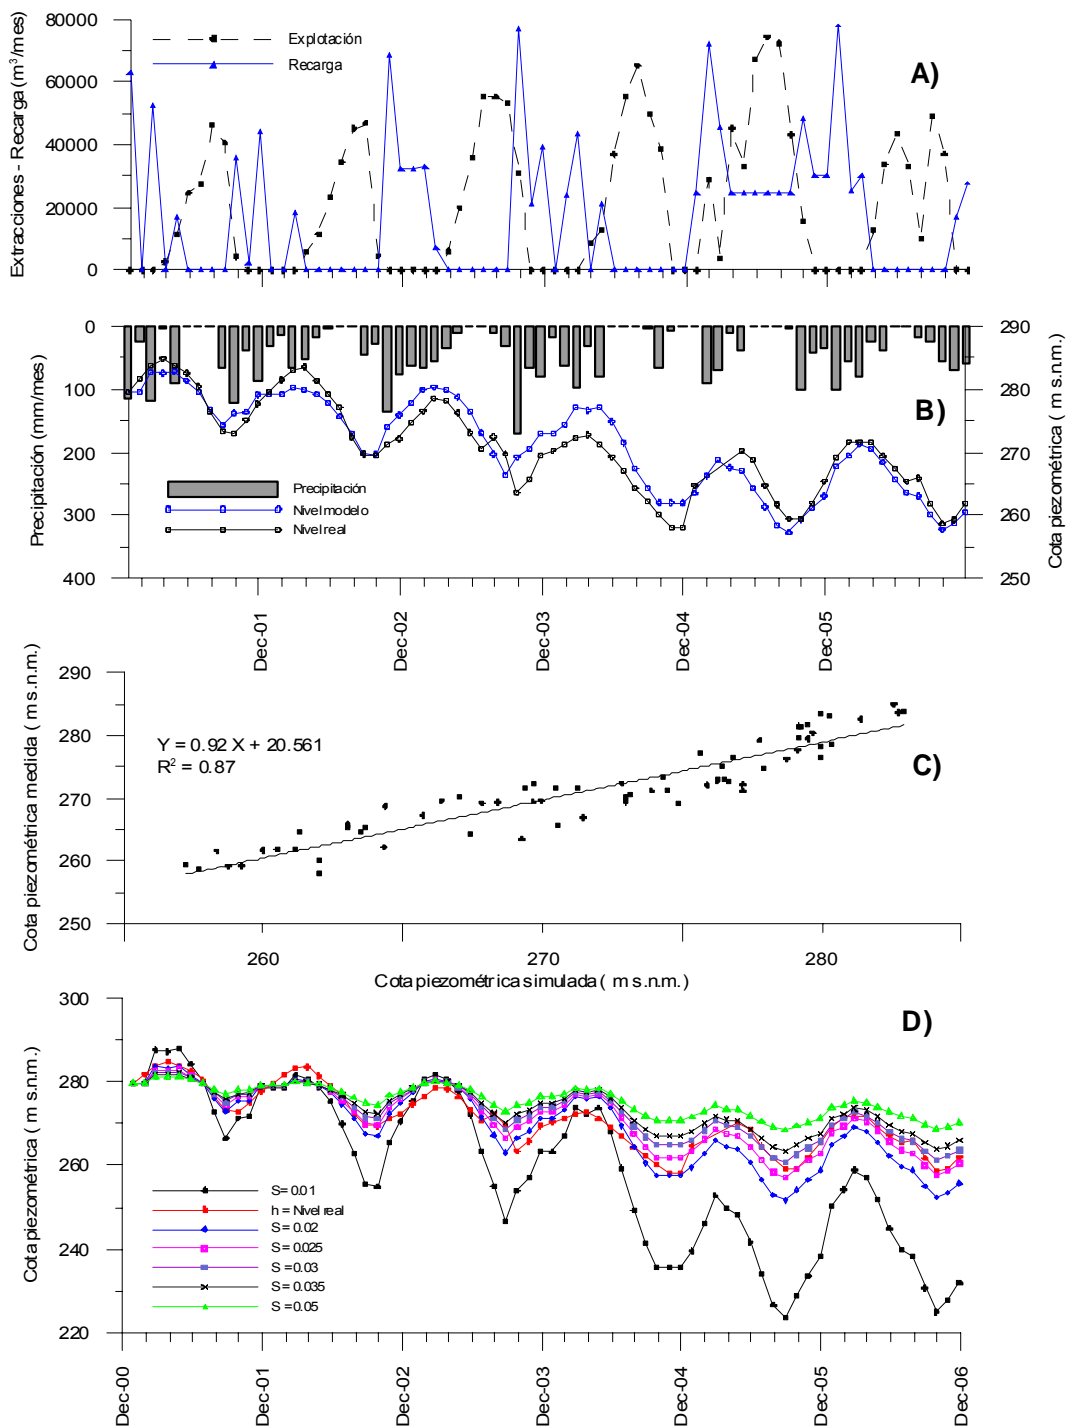 80000
60000
40000
20000
0
Extracciones - Recarga (m³/mes)
Explotación
Recarga
A)
0
100
200
300
400
Precipitación (mm/mes)
290
280
270
260
250
Cota piezométrica ( m s.n.m.)
B)
Precipitación
Nivel modelo
Nivel real
Dec-01
Dec-02
Dec-03
Dec-04
Dec-05
290
280
270
260
250
Cota piezométrica medida ( m s.n.m.)
Y = 0.92 X + 20.561
R² = 0.87
C)
260
270
280
Cota piezométrica simulada ( m s.n.m.)
300
280
260
240
220
Cota piezométrica ( m s.n.m.)
D)
S= 0.01
h = Nivel real
S = 0.02
S = 0.025
S = 0.03
S = 0.035
S = 0.05
Dec-00
Dec-01
Dec-02
Dec-03
Dec-04
Dec-05
Dec-06